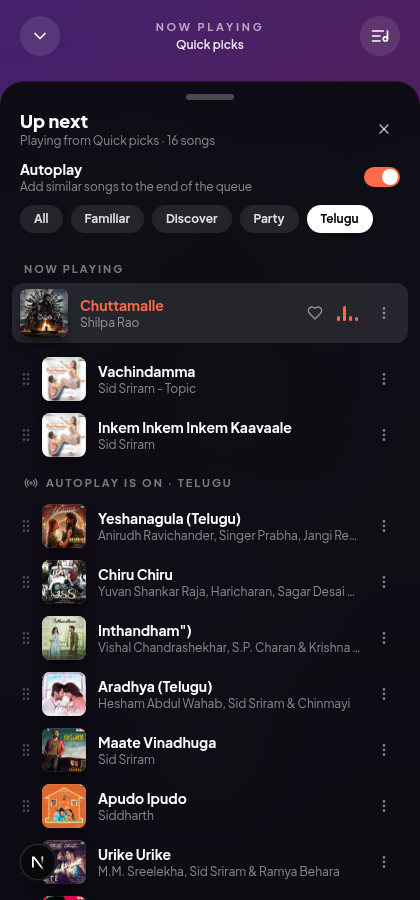 NOW PLAYING
Quick picks
Up next
Playing from Quick picks · 16 songs
Autoplay
Add similar songs to the end of the queue
All
Familiar
Discover
Party
Telugu
NOW PLAYING
Chuttamalle
Shilpa Rao
Vachindamma
Sid Sriram - Topic
Inkem Inkem Inkem Kaavaale
Sid Sriram
AUTOPLAY IS ON · TELUGU
Yeshanagula (Telugu)
Anirudh Ravichander, Singer Prabha, Jangi Re…
Chiru Chiru
Yuvan Shankar Raja, Haricharan, Sagar Desai …
Inthandham")
Vishal Chandrashekhar, S.P. Charan & Krishna …
Aradhya (Telugu)
Hesham Abdul Wahab, Sid Sriram & Chinmayi
Maate Vinadhuga
Sid Sriram
Apudo Ipudo
Siddharth
Urike Urike
M.M. Sreelekha, Sid Sriram & Ramya Behara
N